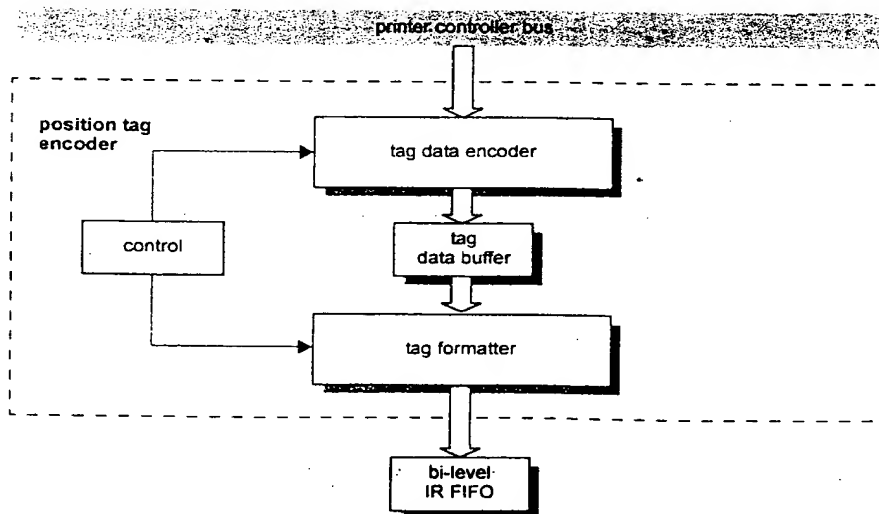 printer controller bus
position tag
encoder
tag data encoder
control
tag
data buffer
tag formatter
bi-level
IR FIFO